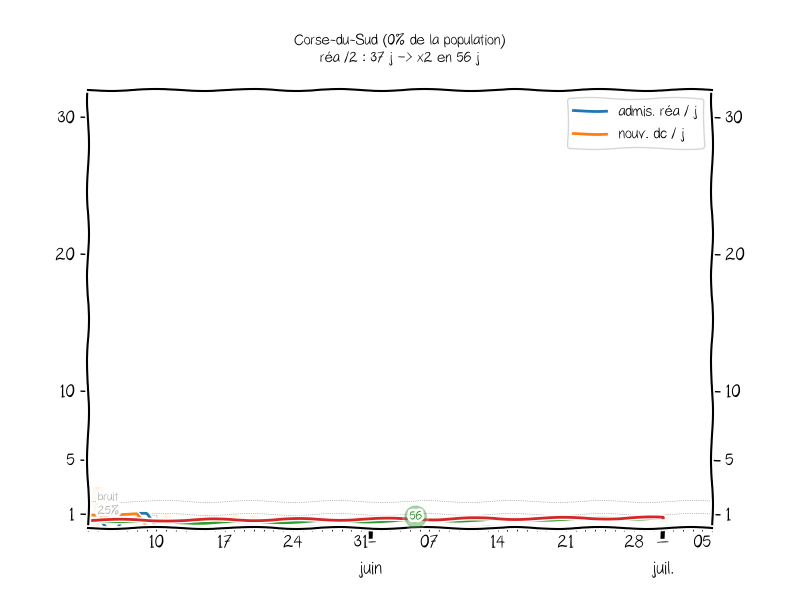 Corse-du-Sud (0% de la population)
réa /2 : 37 j -> x2 en 56 j
admis. réa / j
nouv. dc / j
30
30
20
20
10
10
5
5
bruit
25%
56
1
1
10 17 24 31 07 14 21 28 05
juin juil.